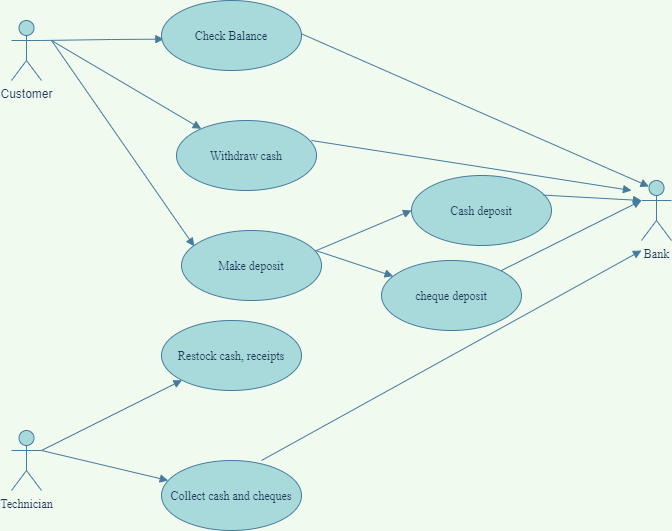 Check Balance
Customer
Withdraw cash
Cash deposit
Bank
Make deposit
cheque deposit
Restock cash, receipts
Collect cash and cheques
Technician